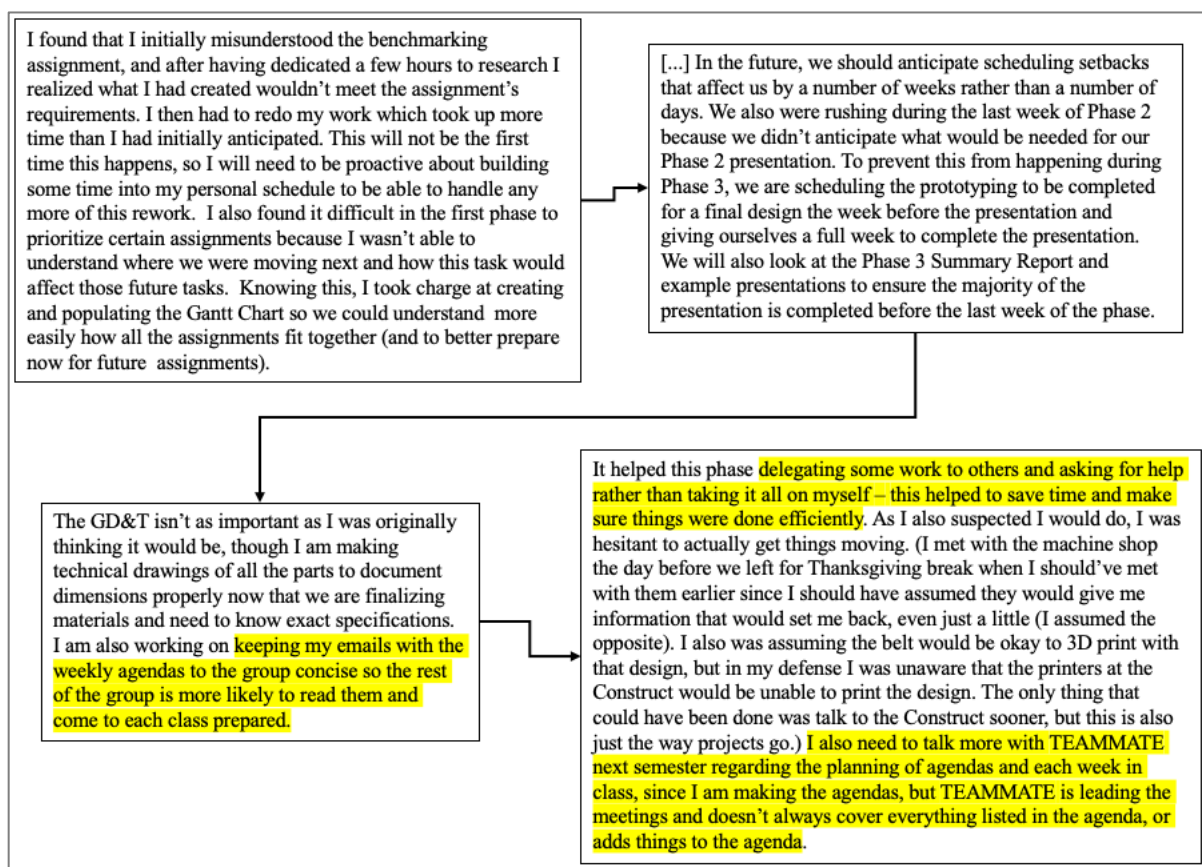 I found that I initially misunderstood the benchmarking
assignment, and after having dedicated a few hours to research I
realized what I had created wouldn't meet the assignment's
requirements. I then had to redo my work which took up more
time than I had initially anticipated. This will not be the first
time this happens, so I will need to be proactive about building
some time into my personal schedule to be able to handle any
more of this rework.  I also found it difficult in the first phase to
prioritize certain assignments because I wasn't able to
understand where we were moving next and how this task would
affect those future tasks.  Knowing this, I took charge at creating
and populating the Gantt Chart so we could understand  more
easily how all the assignments fit together (and to better prepare
now for future  assignments).
[...] In the future, we should anticipate scheduling setbacks
that affect us by a number of weeks rather than a number of
days. We also were rushing during the last week of Phase 2
because we didn't anticipate what would be needed for our
Phase 2 presentation. To prevent this from happening during
Phase 3, we are scheduling the prototyping to be completed
for a final design the week before the presentation and
giving ourselves a full week to complete the presentation.
We will also look at the Phase 3 Summary Report and
example presentations to ensure the majority of the
presentation is completed before the last week of the phase.
The GD&T isn't as important as I was originally
thinking it would be, though I am making
technical drawings of all the parts to document
dimensions properly now that we are finalizing
materials and need to know exact specifications.
I am also working on keeping my emails with the
weekly agendas to the group concise so the rest
of the group is more likely to read them and
come to each class prepared.
It helped this phase delegating some work to others and asking for help
rather than taking it all on myself – this helped to save time and make
sure things were done efficiently. As I also suspected I would do, I was
hesitant to actually get things moving. (I met with the machine shop
the day before we left for Thanksgiving break when I should've met
with them earlier since I should have assumed they would give me
information that would set me back, even just a little (I assumed the
opposite). I also was assuming the belt would be okay to 3D print with
that design, but in my defense I was unaware that the printers at the
Construct would be unable to print the design. The only thing that
could have been done was talk to the Construct sooner, but this is also
just the way projects go.) I also need to talk more with TEAMMATE
next semester regarding the planning of agendas and each week in
class, since I am making the agendas, but TEAMMATE is leading the
meetings and doesn't always cover everything listed in the agenda, or
adds things to the agenda.